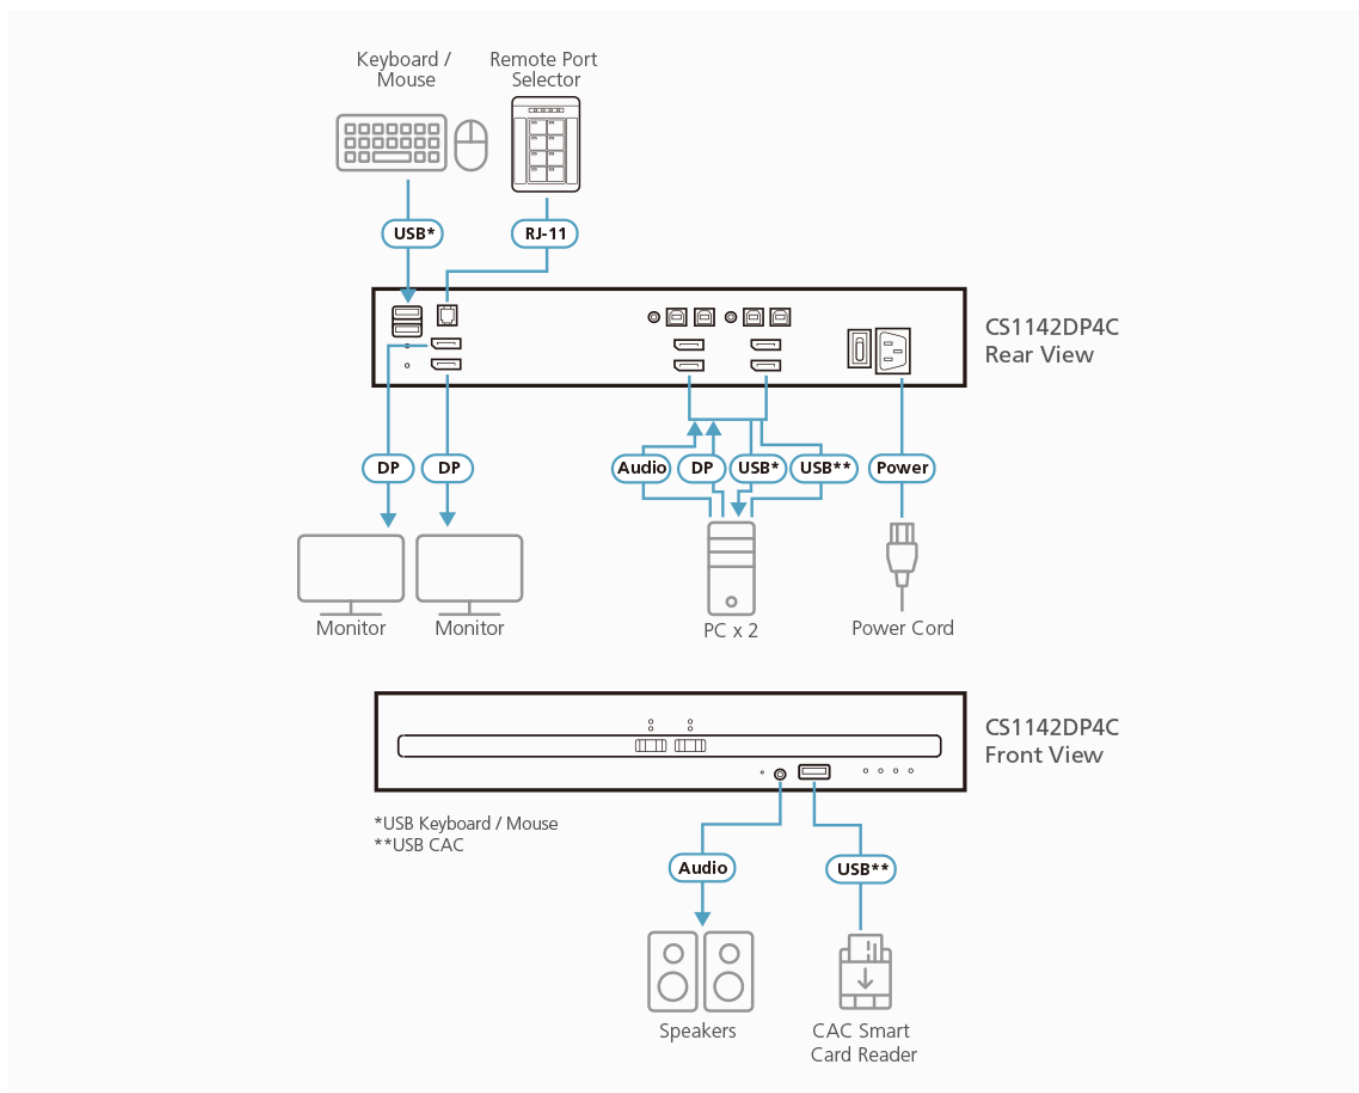 Keyboard /
Mouse
Remote Port
Selector
USB*
RJ-11
CS1142DP4C
Rear View
DP
DP
Audio
DP
USB*
USB**
Power
Monitor
Monitor
PC x 2
Power Cord
CS1142DP4C
Front View
*USB Keyboard / Mouse
**USB CAC
Audio
USB**
Speakers
CAC Smart
Card Reader